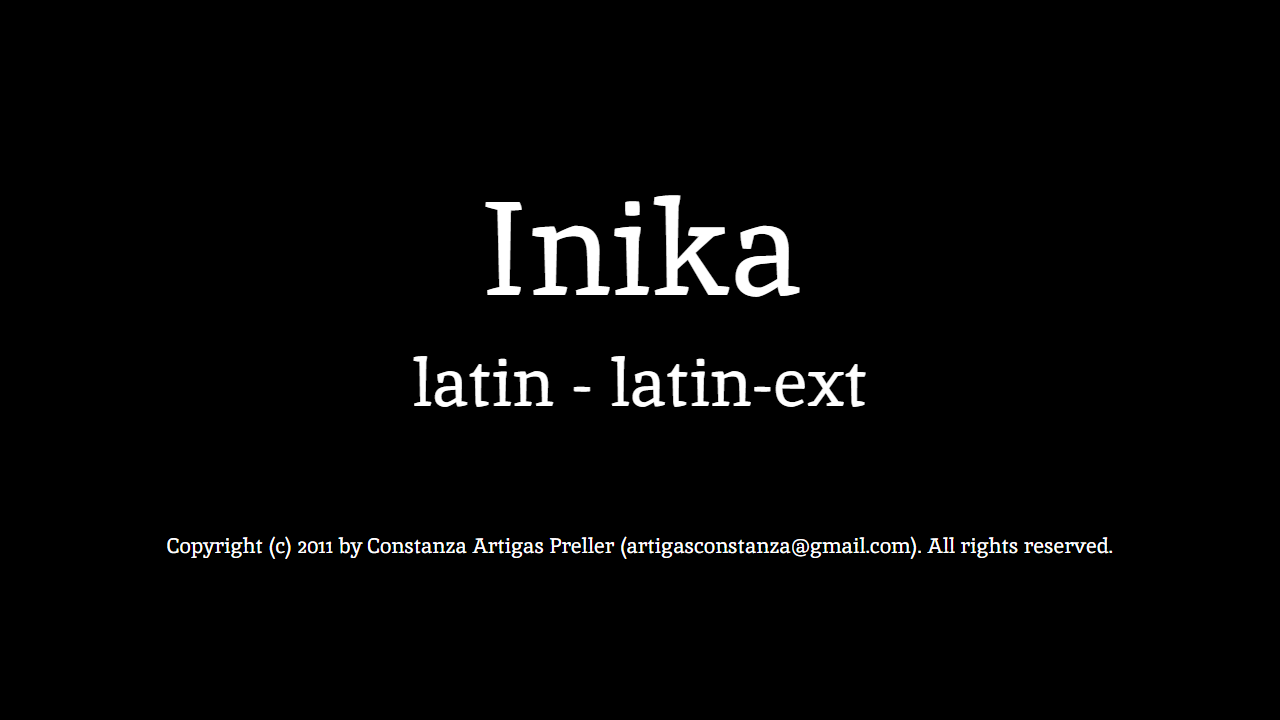 Inika
latin - latin-ext
Copyright (c) 2011 by Constanza Artigas Preller (artigasconstanza@gmail.com). All rights reserved.